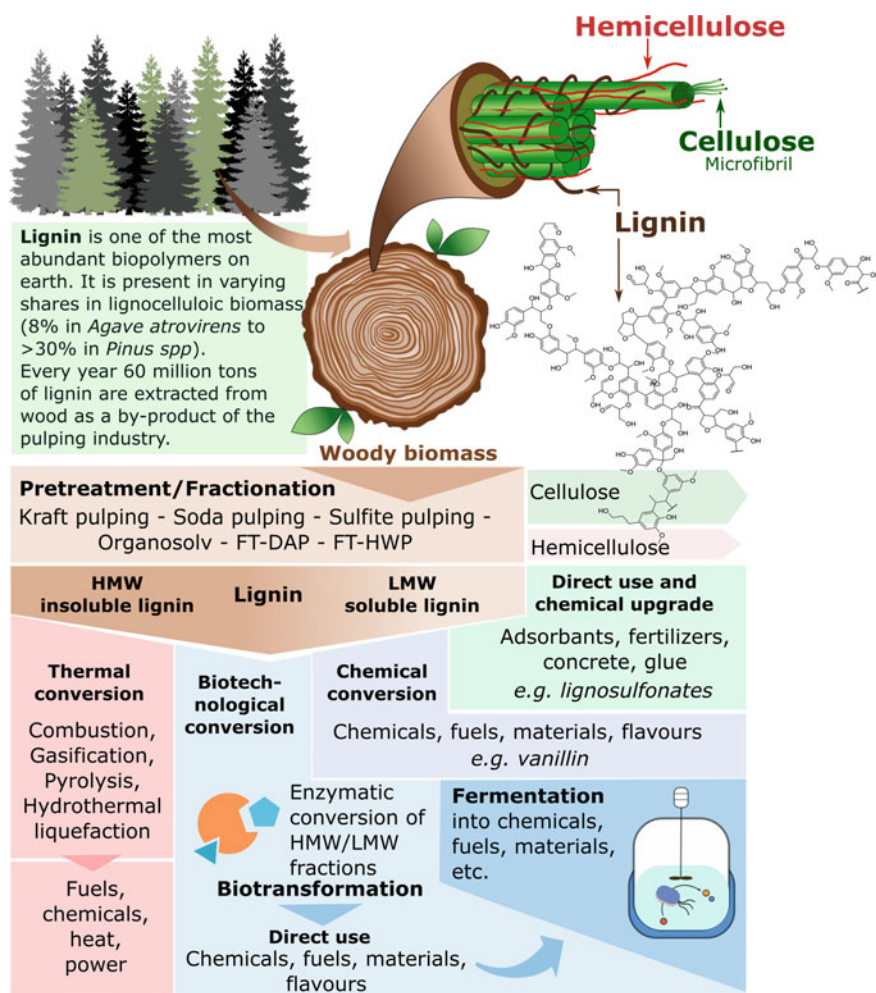 Hemicellulose
Cellulose
Microfibril
Lignin
Lignin is one of the most
abundant biopolymers on
earth. It is present in varying
shares in lignocelluloic biomass
(8% in Agave atrovirens to
>30% in Pinus spp).
Every year 60 million tons
of lignin are extracted from
wood as a by-product of the
pulping industry.
Woody biomass
Pretreatment/Fractionation
Kraft pulping - Soda pulping - Sulfite pulping -
Organosolv - FT-DAP - FT-HWP
Cellulose
Hemicellulose
HMW
insoluble lignin
Lignin
LMW
soluble lignin
Direct use and
chemical upgrade
Adsorbants, fertilizers,
concrete, glue
e.g. lignosulfonates
Thermal
conversion
Combustion,
Gasification,
Pyrolysis,
Hydrothermal
liquefaction
Fuels,
chemicals,
heat,
power
Biotech-
nological
conversion
Chemical
conversion
Chemicals, fuels, materials, flavours
e.g. vanillin
Enzymatic
conversion of
HMW/LMW
fractions
Biotransformation
Direct use
Chemicals, fuels, materials,
flavours
Fermentation
into chemicals,
fuels, materials,
etc.